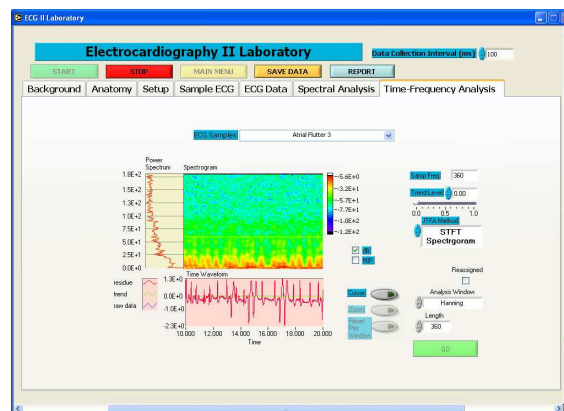 ECG II Laboratory
Electrocardiography II Laboratory
Data Collection Interval (ms) 100
START STOP MAIN MENU SAVE DATA REPORT
Background Anatomy Setup Sample ECG ECG Data Spectral Analysis Time-Frequency Analysis
ECG Samples Atrial Flutter 3
Power Spectrum Spectrogram
1.8E+2
1.5E+2
1.3E+2
1.0E+2
7.5E+1
5.0E+1
2.5E+1
0.0E+0
-5.6E+0
-3.2E+1
-5.5E+1
-7.7E+1
-1.0E+2
-1.2E+2
Samp Freq 360
Trend Level 0.00
0.0 0.5 1.0
JTFA Method
STFT Spectrgoram
dB
Reassigned
Time Waveform
residue
trend
raw data
1.3E+0
0.0E+0
-1.0E+0
-2.3E+0
10.000 12.000 14.000 16.000 18.000 20.000
Time
Cursor
Zoom
Reset Plot Window
Analysis Window
Hanning
Length
360
GO